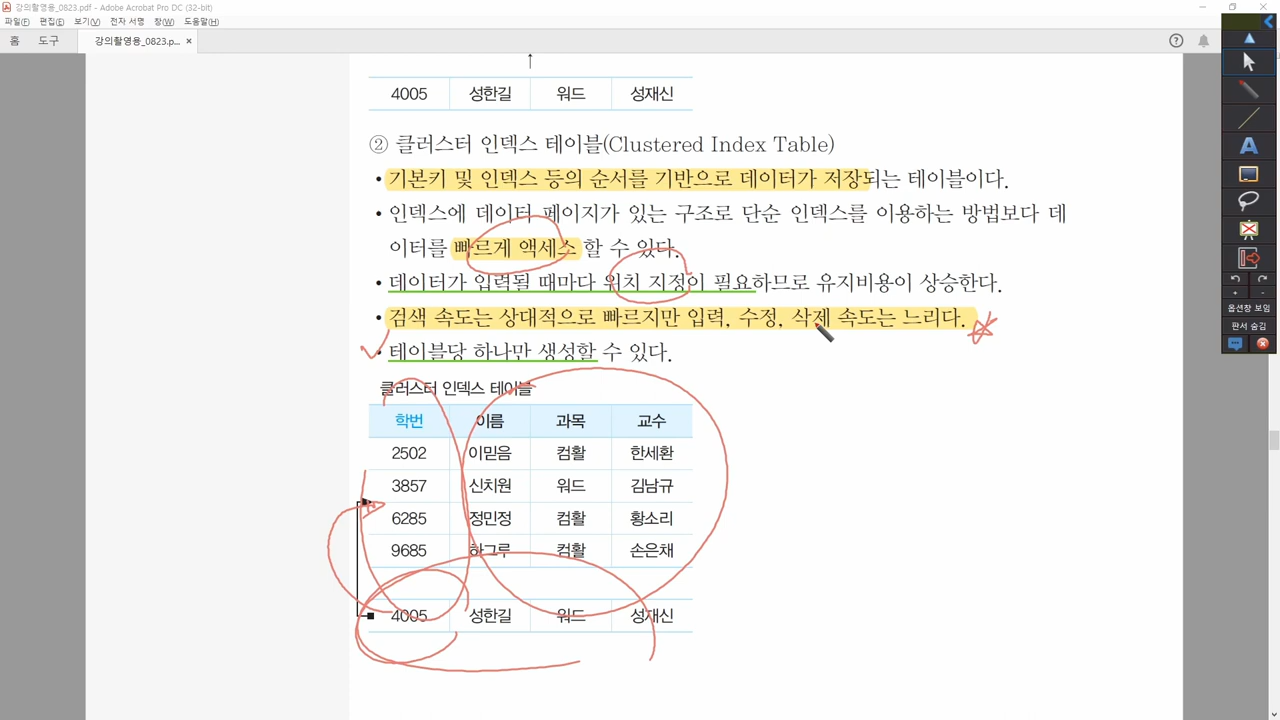 강의촬영용_0823.pdf - Adobe Acrobat Pro DC (32-bit)
파일(F) 편집(E) 보기(V) 전자 서명 창(W) 도움말(H)
홈 도구 강의촬영용_0823.p... ×
4005 성한길 워드 성재신
② 클러스터 인덱스 테이블(Clustered Index Table)
• 기본키 및 인덱스 등의 순서를 기반으로 데이터가 저장되는 테이블이다.
• 인덱스에 데이터 페이지가 있는 구조로 단순 인덱스를 이용하는 방법보다 데
이터를 빠르게 액세스 할 수 있다.
• 데이터가 입력될 때마다 위치 지정이 필요하므로 유지비용이 상승한다.
• 검색 속도는 상대적으로 빠르지만 입력, 수정, 삭제 속도는 느리다.
• 테이블당 하나만 생성할 수 있다.
클러스터 인덱스 테이블
학번 이름 과목 교수
2502 이믿음 컴활 한세환
3857 신치원 워드 김남규
6285 정민정 컴활 황소리
9685 하그루 컴활 손은채
4005 성한길 워드 성재신
옵션창 보임
판서 숨김